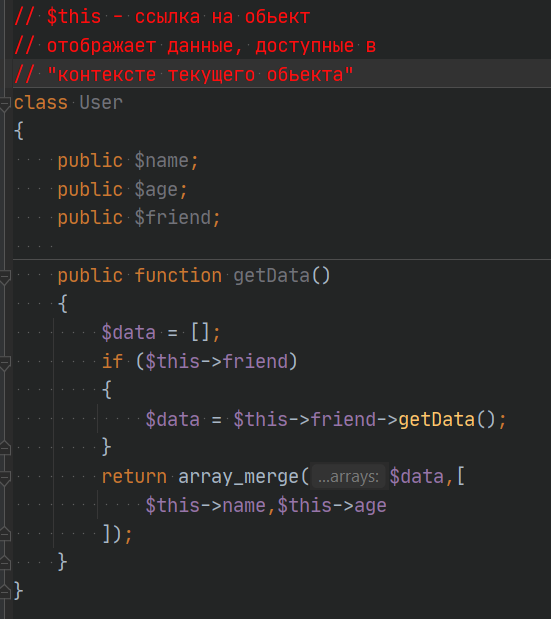 // $this - ссылка на обьект
// отображает данные, доступные в
// "контексте текущего обьекта"
class User
{
    public $name;
    public $age;
    public $friend;

    public function getData()
    {
        $data = [];
        if ($this->friend)
        {
            $data = $this->friend->getData();
        }
        return array_merge( ...arrays: $data,[
            $this->name,$this->age
        ]);
    }
}